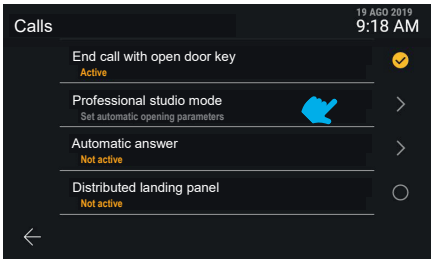 19 AGO 2019
Calls
9:18 AM
End call with open door key
Active
Professional studio mode
Set automatic opening parameters
Automatic answer
Not active
Distributed landing panel
Not active